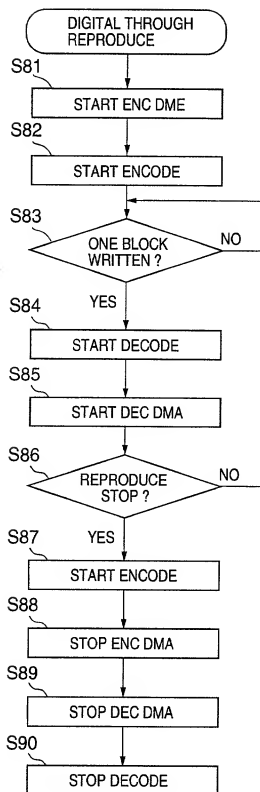 DIGITAL THROUGH
REPRODUCE
S81
START ENC DME
S82
START ENCODE
S83
ONE BLOCK
WRITTEN ?
NO
YES
S84
START DECODE
S85
START DEC DMA
S86
REPRODUCE
STOP ?
NO
YES
S87
START ENCODE
S88
STOP ENC DMA
S89
STOP DEC DMA
S90
STOP DECODE